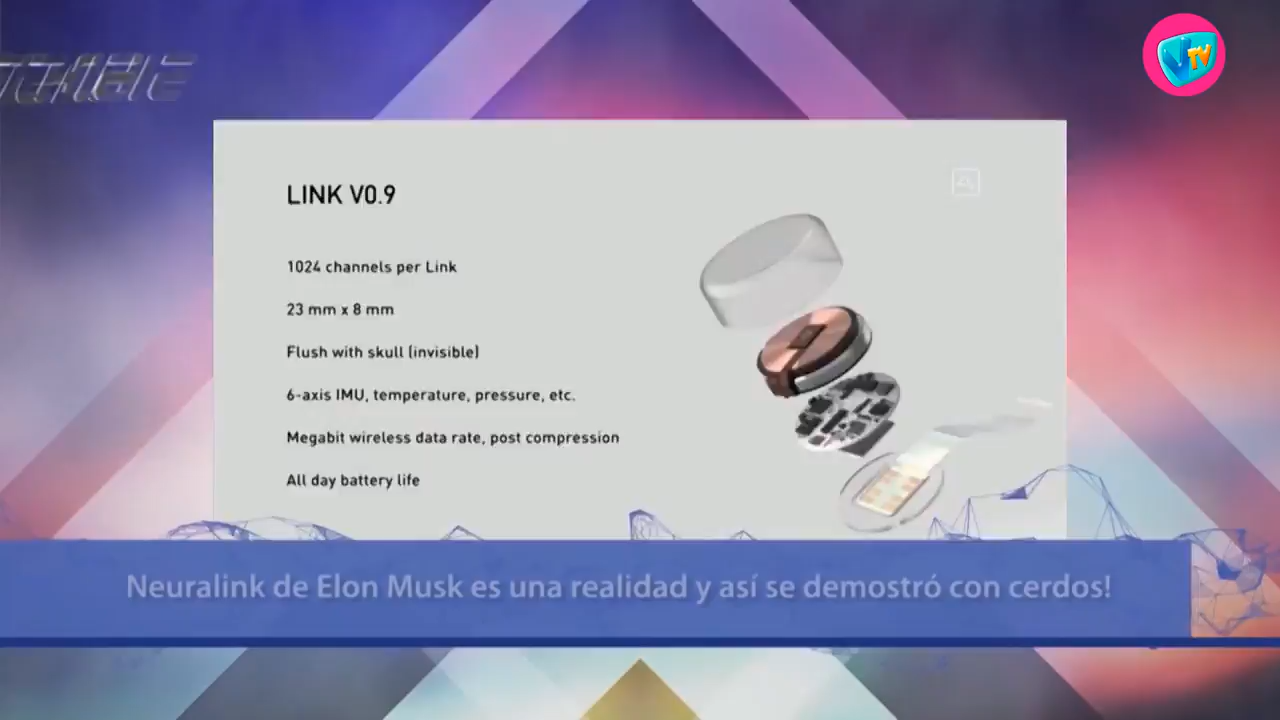 TV
LINK V0.9
1024 channels per Link
23 mm x 8 mm
Flush with skull (invisible)
6-axis IMU, temperature, pressure, etc.
Megabit wireless data rate, post compression
All day battery life
Neuralink de Elon Musk es una realidad y así se demostró con cerdos!